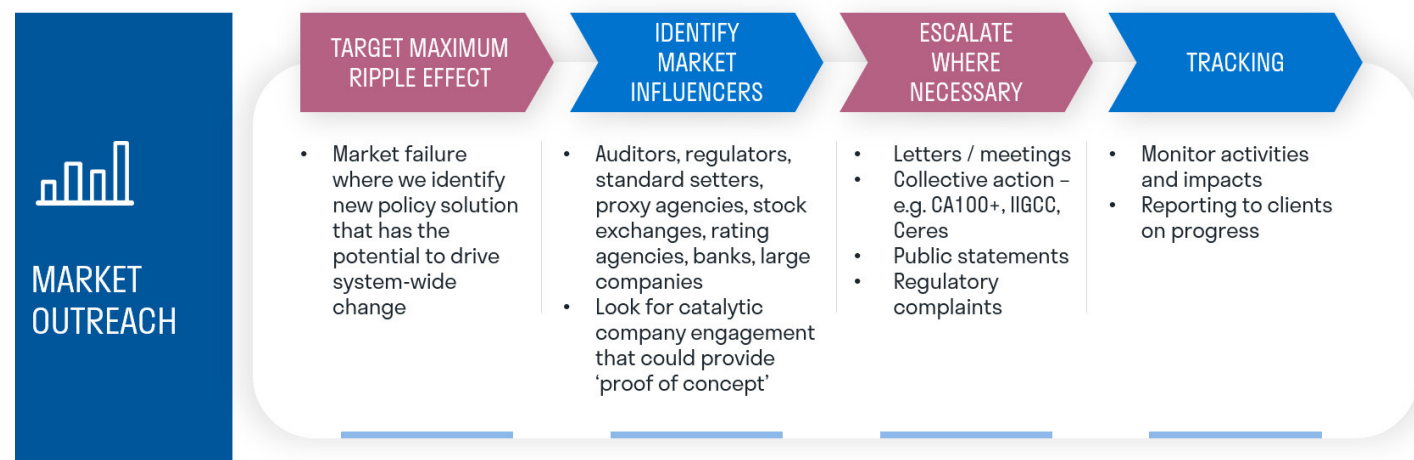 MARKET
OUTREACH
TARGET MAXIMUM
RIPPLE EFFECT
• Market failure
where we identify
new policy solution
that has the
potential to drive
system-wide
change
IDENTIFY
MARKET
INFLUENCERS
• Auditors, regulators,
standard setters,
proxy agencies, stock
exchanges, rating
agencies, banks, large
companies
• Look for catalytic
company engagement
that could provide
‘proof of concept’
ESCALATE
WHERE
NECESSARY
• Letters / meetings
• Collective action –
e.g. CA100+, IIGCC,
Ceres
• Public statements
• Regulatory
complaints
TRACKING
• Monitor activities
and impacts
• Reporting to clients
on progress